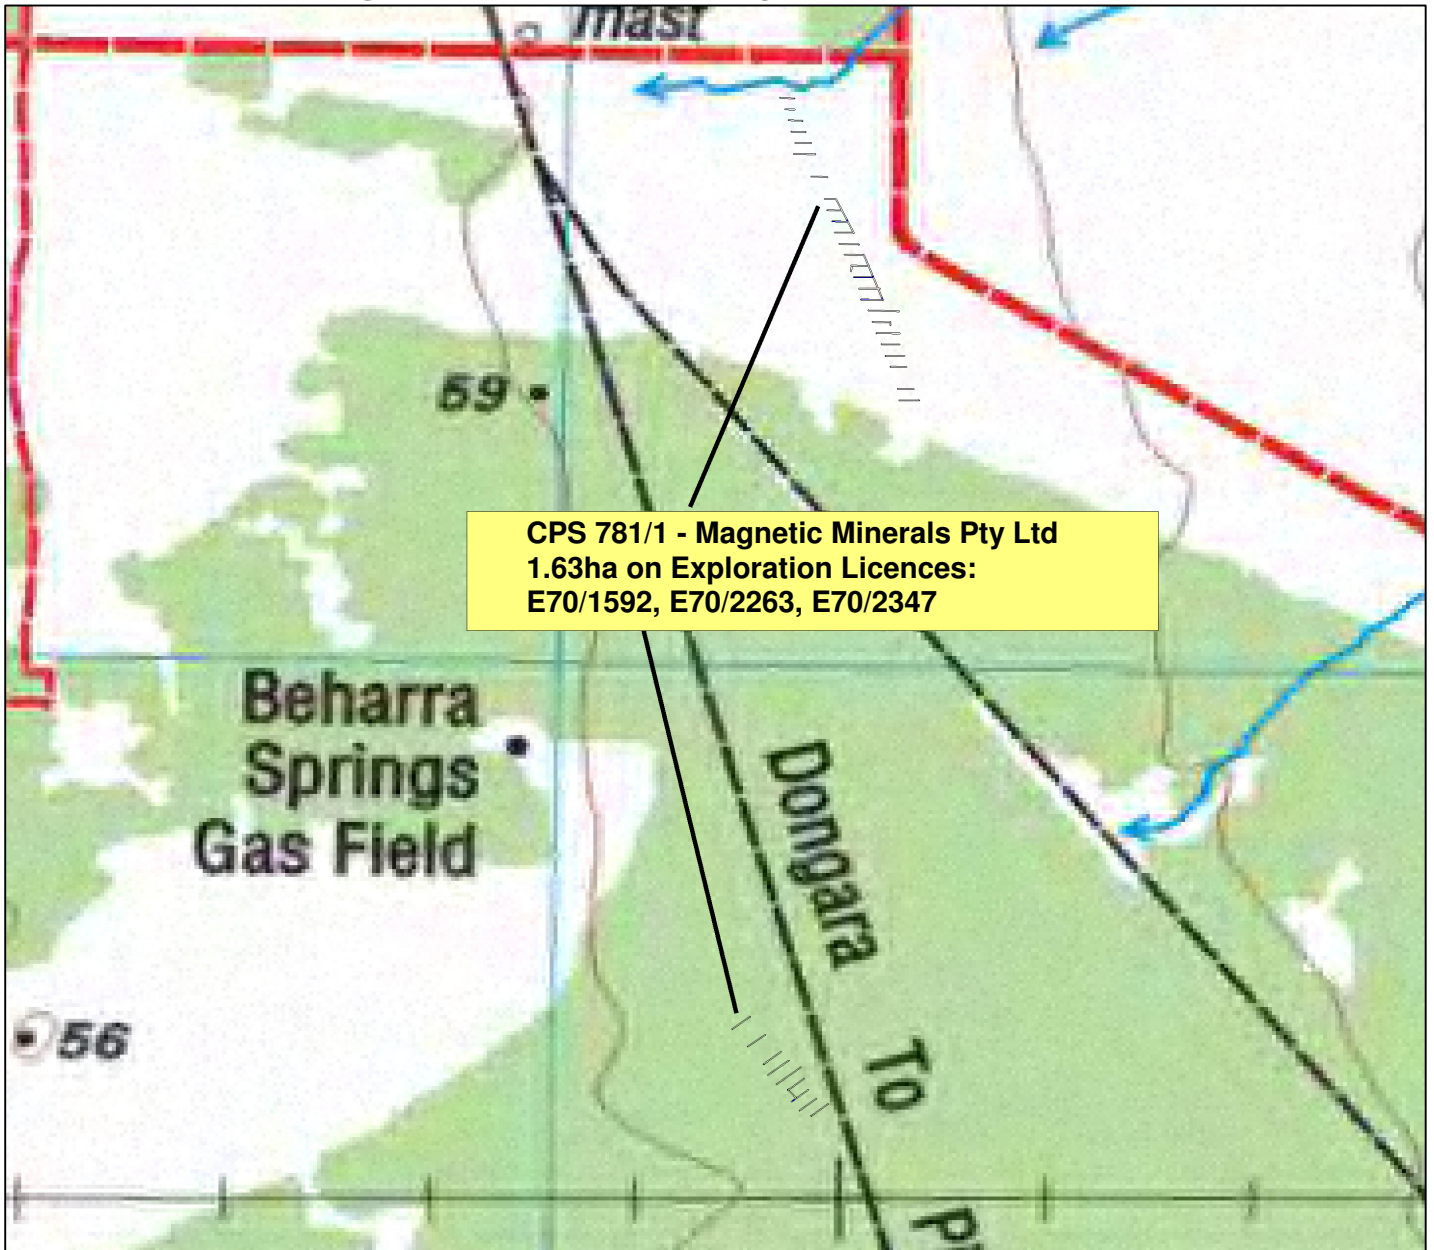 mast
59
CPS 781/1 - Magnetic Minerals Pty Ltd
1.63ha on Exploration Licences:
E70/1592, E70/2263, E70/2347
Beharra
Springs
Gas Field
Dongara
To
56